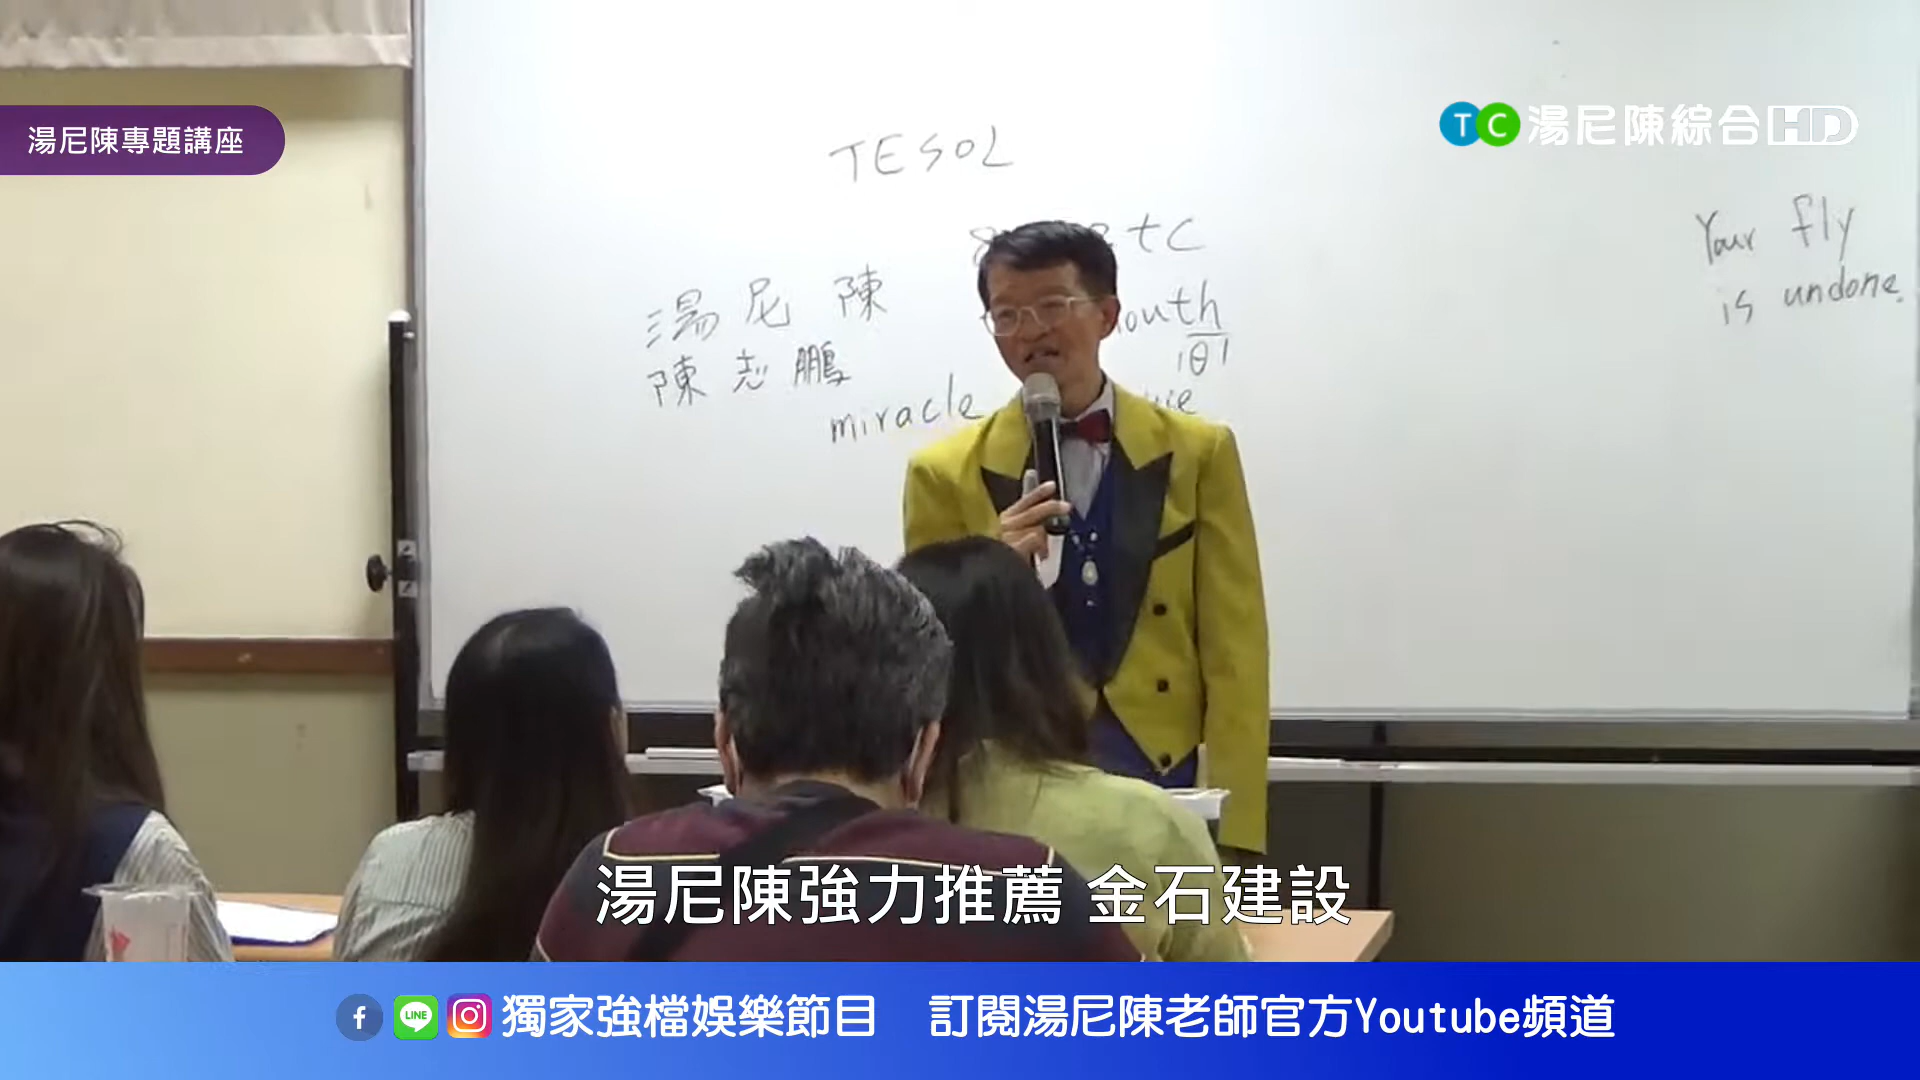 湯尼陳專題講座
TC 湯尼陳綜合HD
TESOL
etc
Your fly
is undone.
湯尼陳
outh
陳志鵬
/θ/
miracle
湯尼陳強力推薦 金石建設
LINE 獨家強檔娛樂節目 訂閱湯尼陳老師官方Youtube頻道